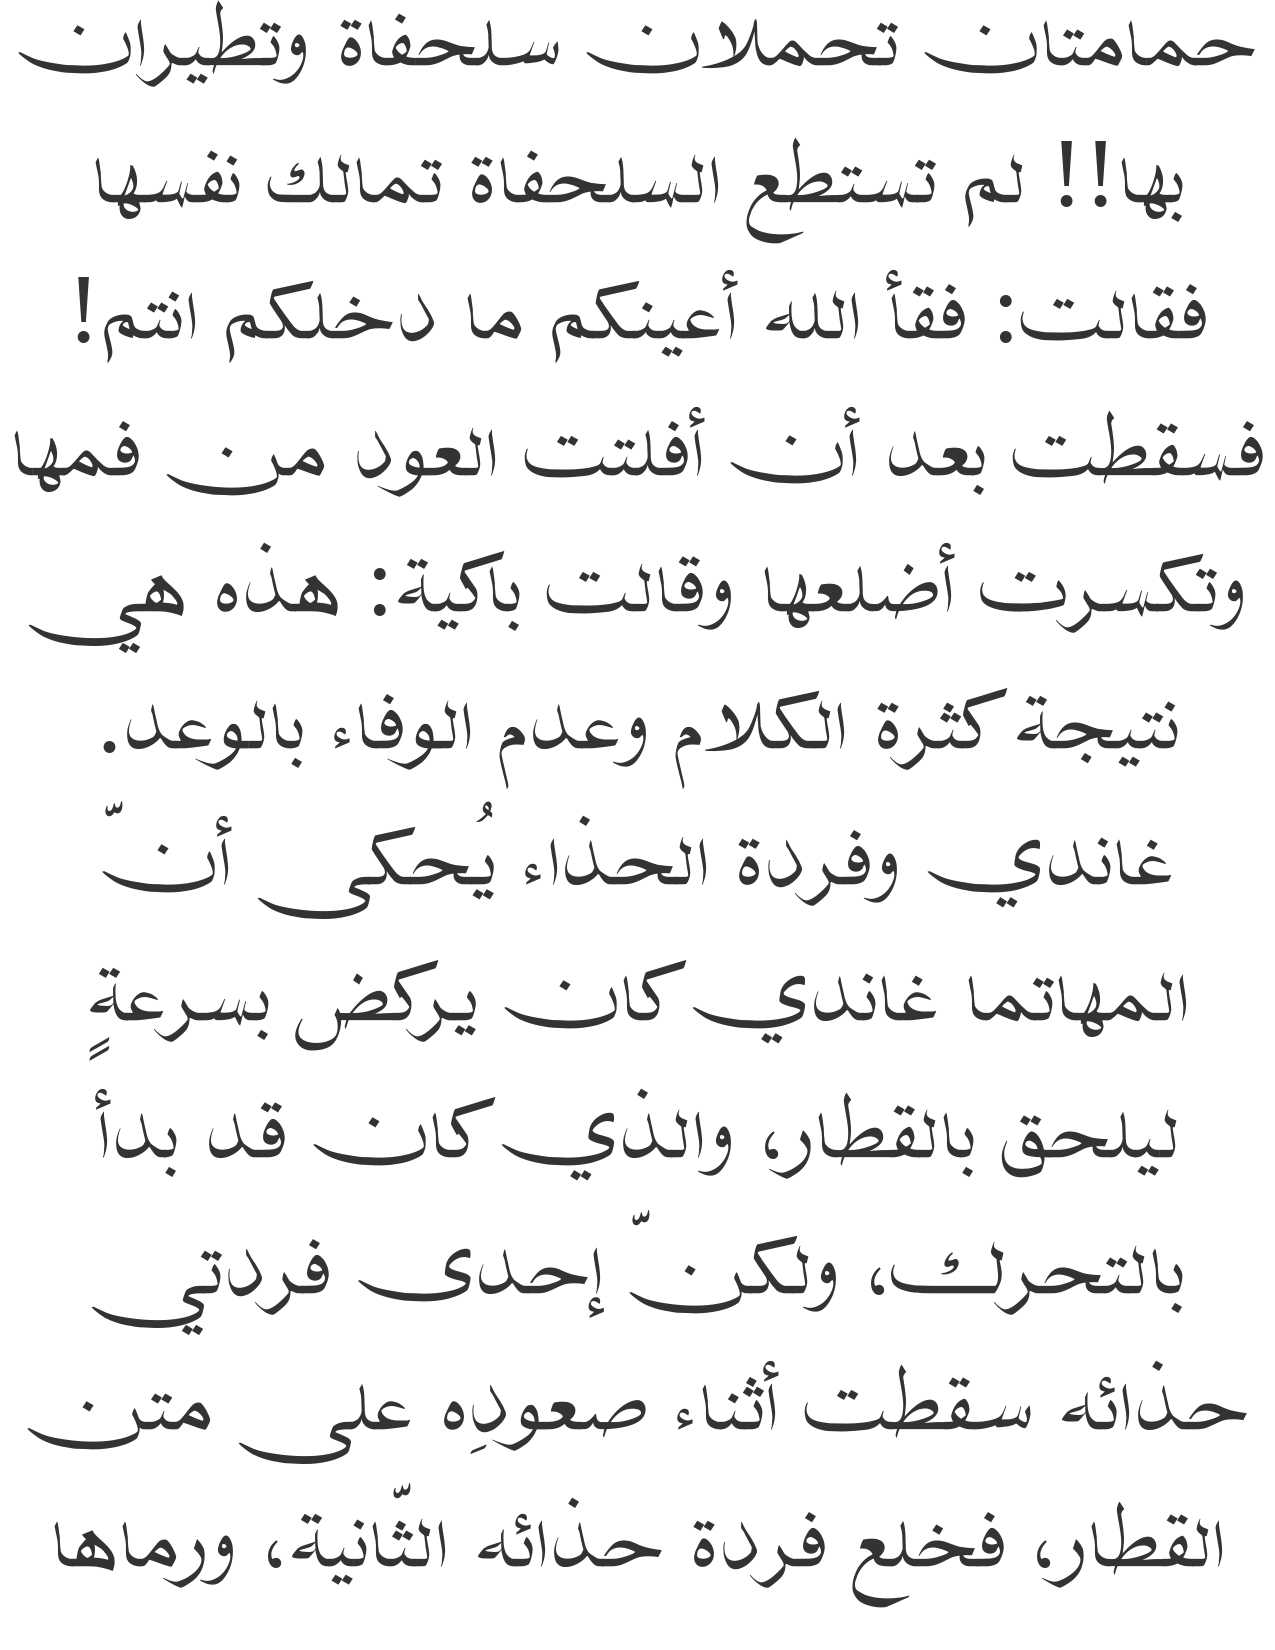 حمامتان تحملان سلحفاة وتطيران
بها!! لم تستطع السلحفاة تمالك نفسها
فقالت: فقأ الله أعينكم ما دخلكم انتم!
فسقطت بعد أن أفلتت العود من فمها
وتكسرت أضلعها وقالت باكية: هذه هي
نتيجة كثرة الكلام وعدم الوفاء بالوعد.
غاندي وفردة الحذاء يُحكى أنّ
المهاتما غاندي كان يركض بسرعةٍ
ليلحق بالقطار، والذي كان قد بدأ
بالتحرك، ولكنّ إحدى فردتي
حذائه سقطت أثناء صعودِه على متن
القطار، فخلع فردة حذائه الثّانية، ورماها